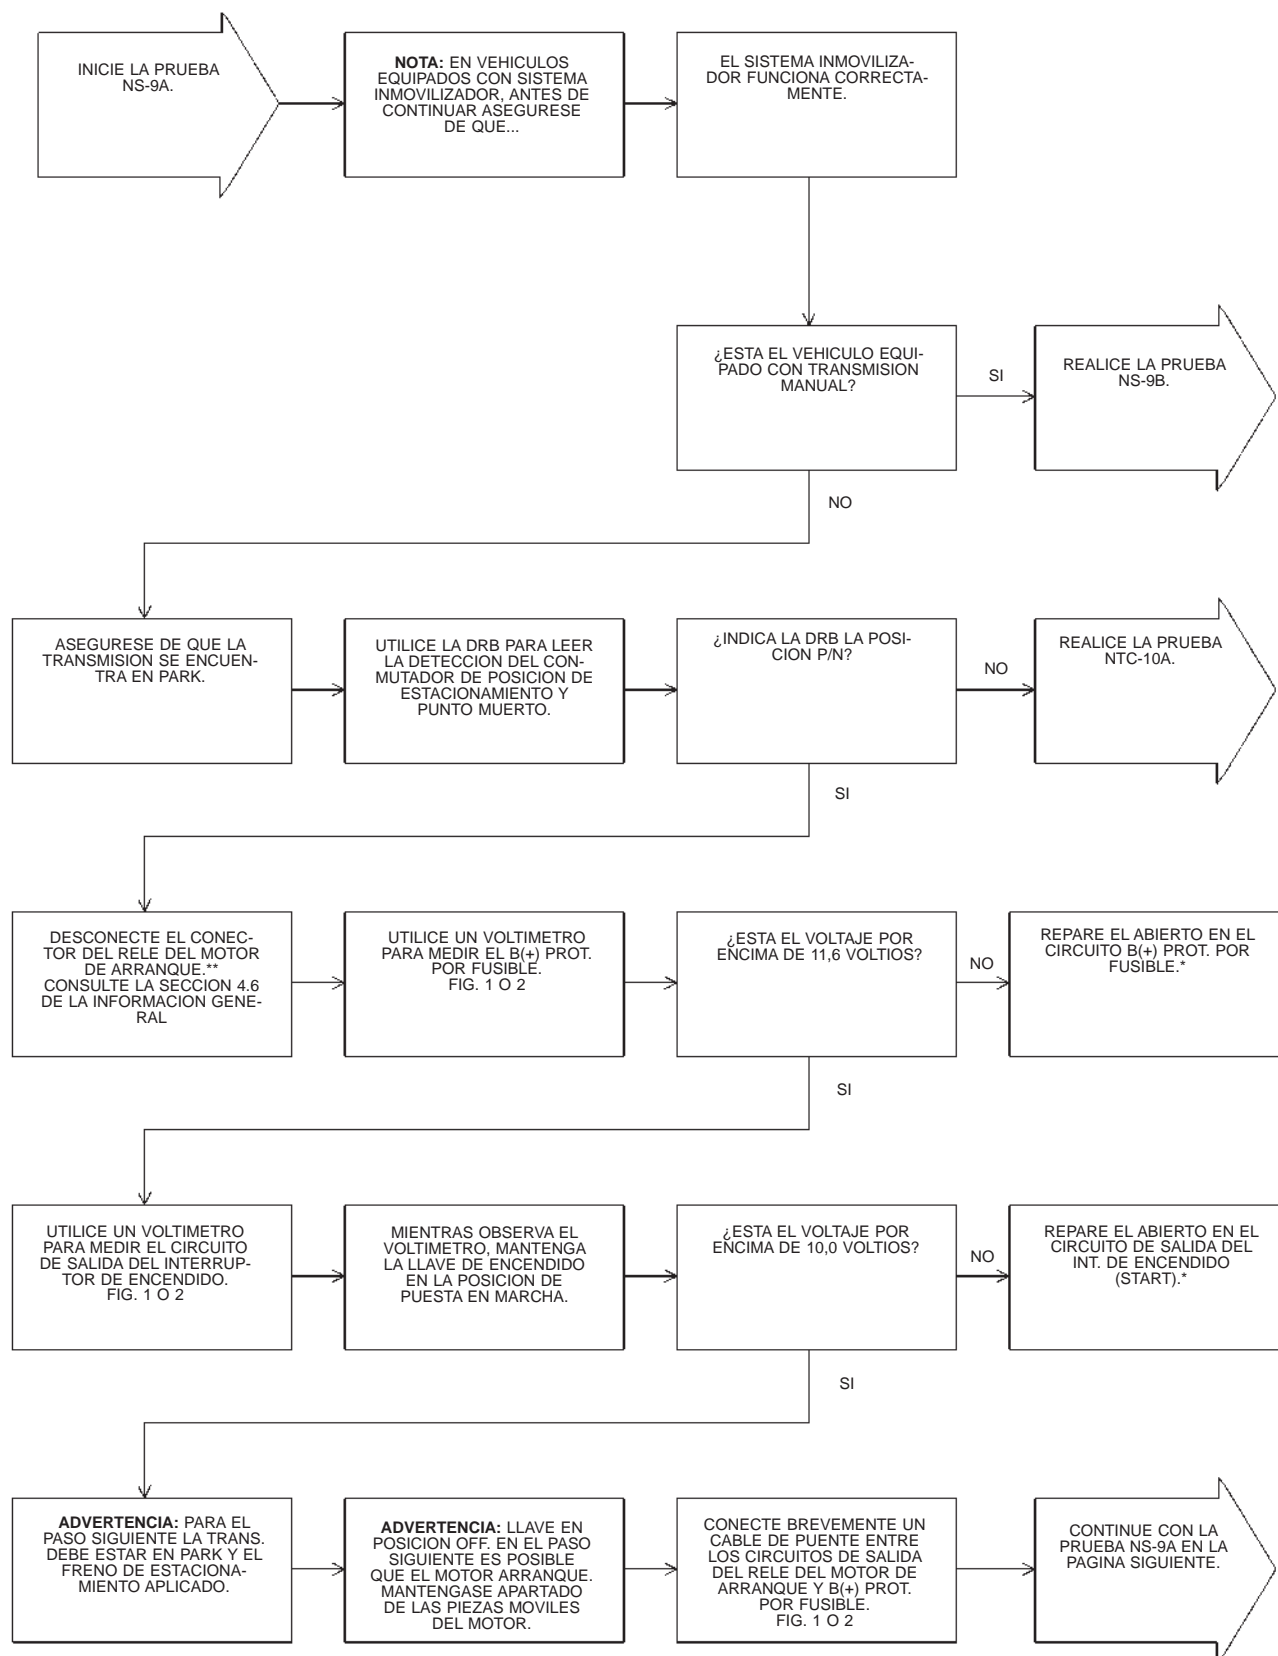 INICIE LA PRUEBA
NS-9A.
NOTA: EN VEHICULOS
EQUIPADOS CON SISTEMA
INMOVILIZADOR, ANTES DE
CONTINUAR ASEGURESE
DE QUE...
EL SISTEMA INMOVILIZA-
DOR FUNCIONA CORRECTA-
MENTE.
¿ESTA EL VEHICULO EQUI-
PADO CON TRANSMISION
MANUAL?
SI
REALICE LA PRUEBA
NS-9B.
NO
ASEGURESE DE QUE LA
TRANSMISION SE ENCUEN-
TRA EN PARK.
UTILICE LA DRB PARA LEER
LA DETECCION DEL CON-
MUTADOR DE POSICION DE
ESTACIONAMIENTO Y
PUNTO MUERTO.
¿INDICA LA DRB LA POSI-
CION P/N?
NO
REALICE LA PRUEBA
NTC-10A.
SI
DESCONECTE EL CONEC-
TOR DEL RELE DEL MOTOR
DE ARRANQUE.**
CONSULTE LA SECCION 4.6
DE LA INFORMACION GENE-
RAL
UTILICE UN VOLTIMETRO
PARA MEDIR EL B(+) PROT.
POR FUSIBLE.
FIG. 1 O 2
¿ESTA EL VOLTAJE POR
ENCIMA DE 11,6 VOLTIOS?
NO
REPARE EL ABIERTO EN EL
CIRCUITO B(+) PROT. POR
FUSIBLE.*
SI
UTILICE UN VOLTIMETRO
PARA MEDIR EL CIRCUITO
DE SALIDA DEL INTERRUP-
TOR DE ENCENDIDO.
FIG. 1 O 2
MIENTRAS OBSERVA EL
VOLTIMETRO, MANTENGA
LA LLAVE DE ENCENDIDO
EN LA POSICION DE
PUESTA EN MARCHA.
¿ESTA EL VOLTAJE POR
ENCIMA DE 10,0 VOLTIOS?
NO
REPARE EL ABIERTO EN EL
CIRCUITO DE SALIDA DEL
INT. DE ENCENDIDO
(START).*
SI
ADVERTENCIA: PARA EL
PASO SIGUIENTE LA TRANS.
DEBE ESTAR EN PARK Y EL
FRENO DE ESTACIONA-
MIENTO APLICADO.
ADVERTENCIA: LLAVE EN
POSICION OFF. EN EL PASO
SIGUIENTE ES POSIBLE
QUE EL MOTOR ARRANQUE.
MANTENGASE APARTADO
DE LAS PIEZAS MOVILES
DEL MOTOR.
CONECTE BREVEMENTE UN
CABLE DE PUENTE ENTRE
LOS CIRCUITOS DE SALIDA
DEL RELE DEL MOTOR DE
ARRANQUE Y B(+) PROT.
POR FUSIBLE.
FIG. 1 O 2
CONTINUE CON LA
PRUEBA NS-9A EN LA
PAGINA SIGUIENTE.